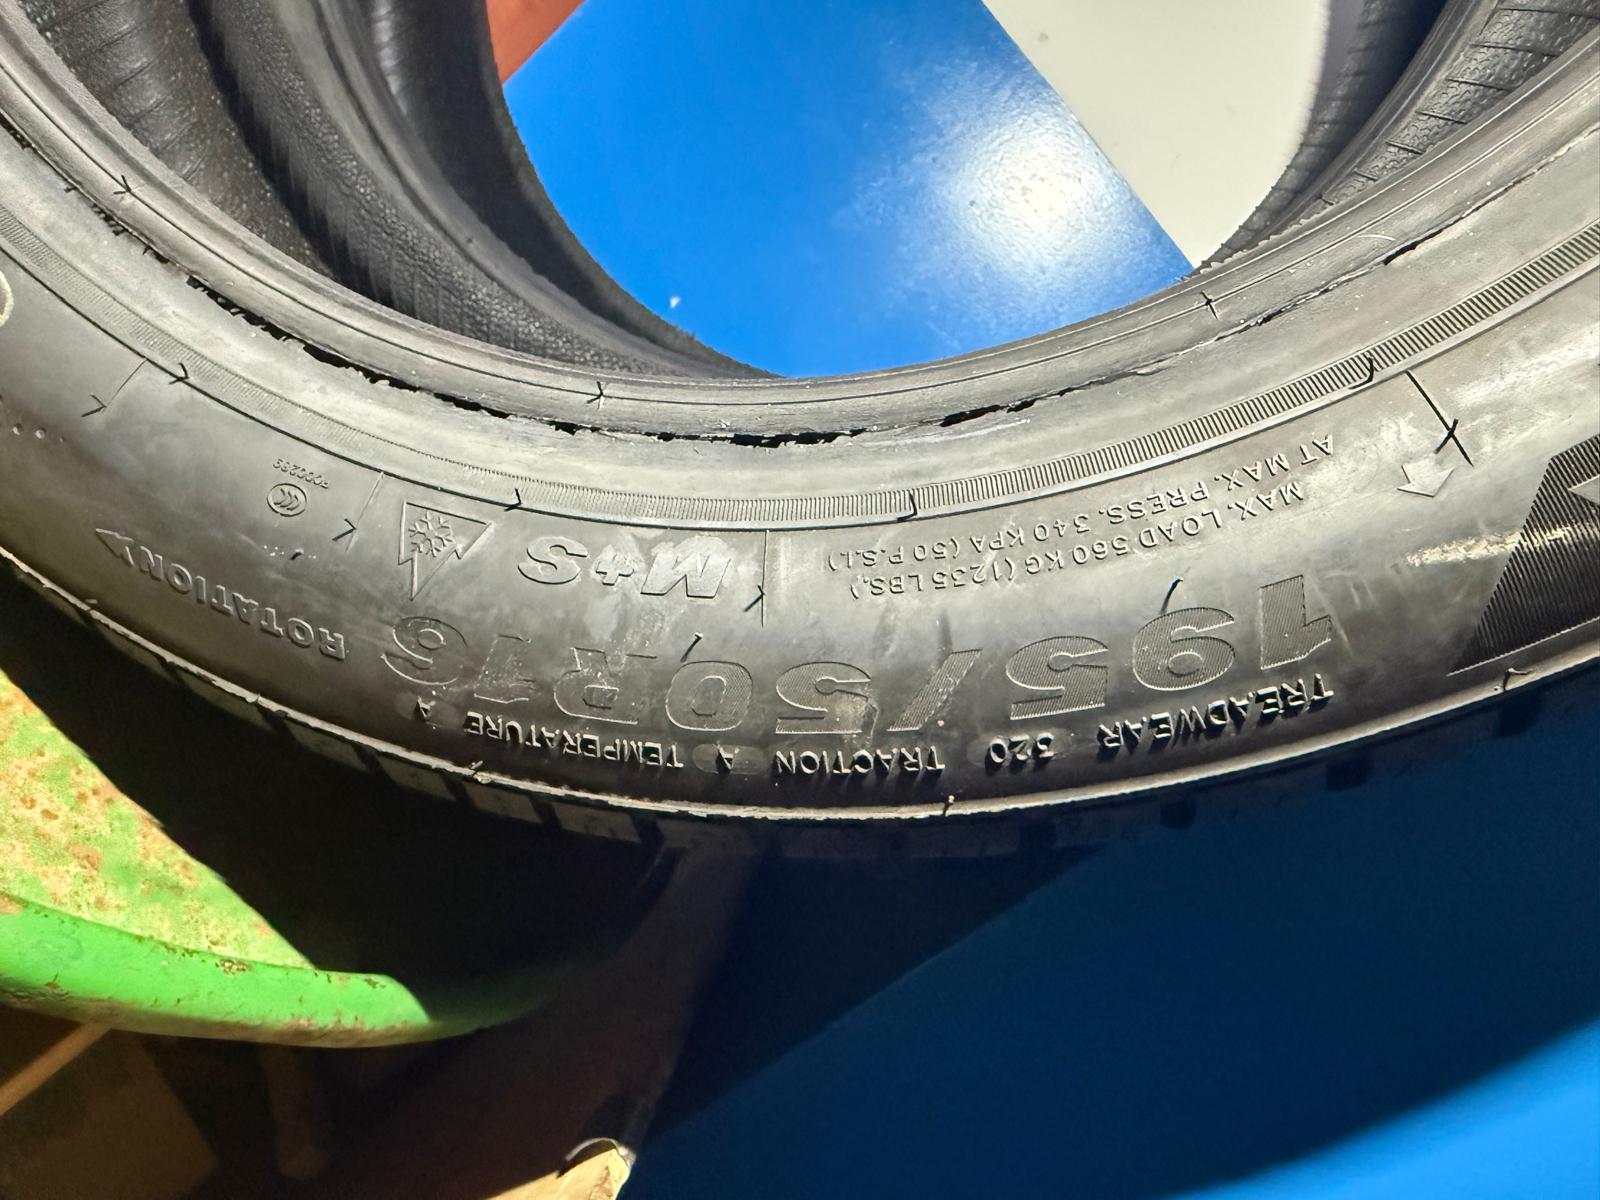 TREADWEAR 320 TRACTION A TEMPERATURE A
195/50R16
MAX. LOAD 560 KG (1235 LBS.)
AT MAX. PRESS. 340 KPA (50 P.S.I.)
M+S
ROTATION
CCC